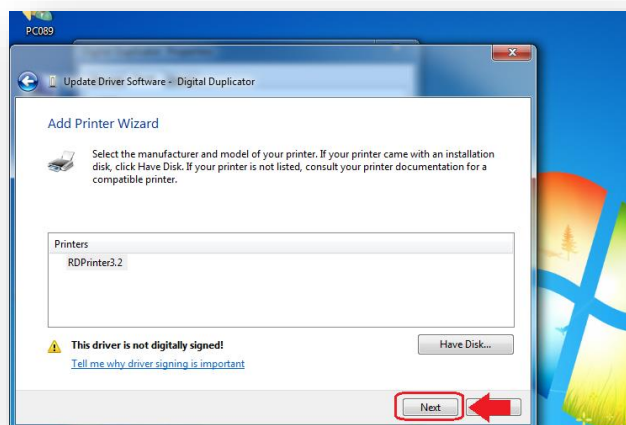 PC089
Update Driver Software - Digital Duplicator
Add Printer Wizard
Select the manufacturer and model of your printer. If your printer came with an installation
disk, click Have Disk. If your printer is not listed, consult your printer documentation for a
compatible printer.
Printers
RDPrinter3.2
This driver is not digitally signed!
Have Disk...
Tell me why driver signing is important
Next